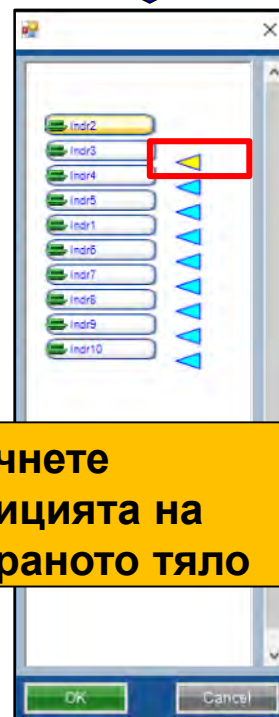 Indr2
Indr3
Indr4
Indr5
Indr1
Indr6
Indr7
Indr8
Indr9
Indr10
чнете
ицията на
раното тяло
OK
Cancel